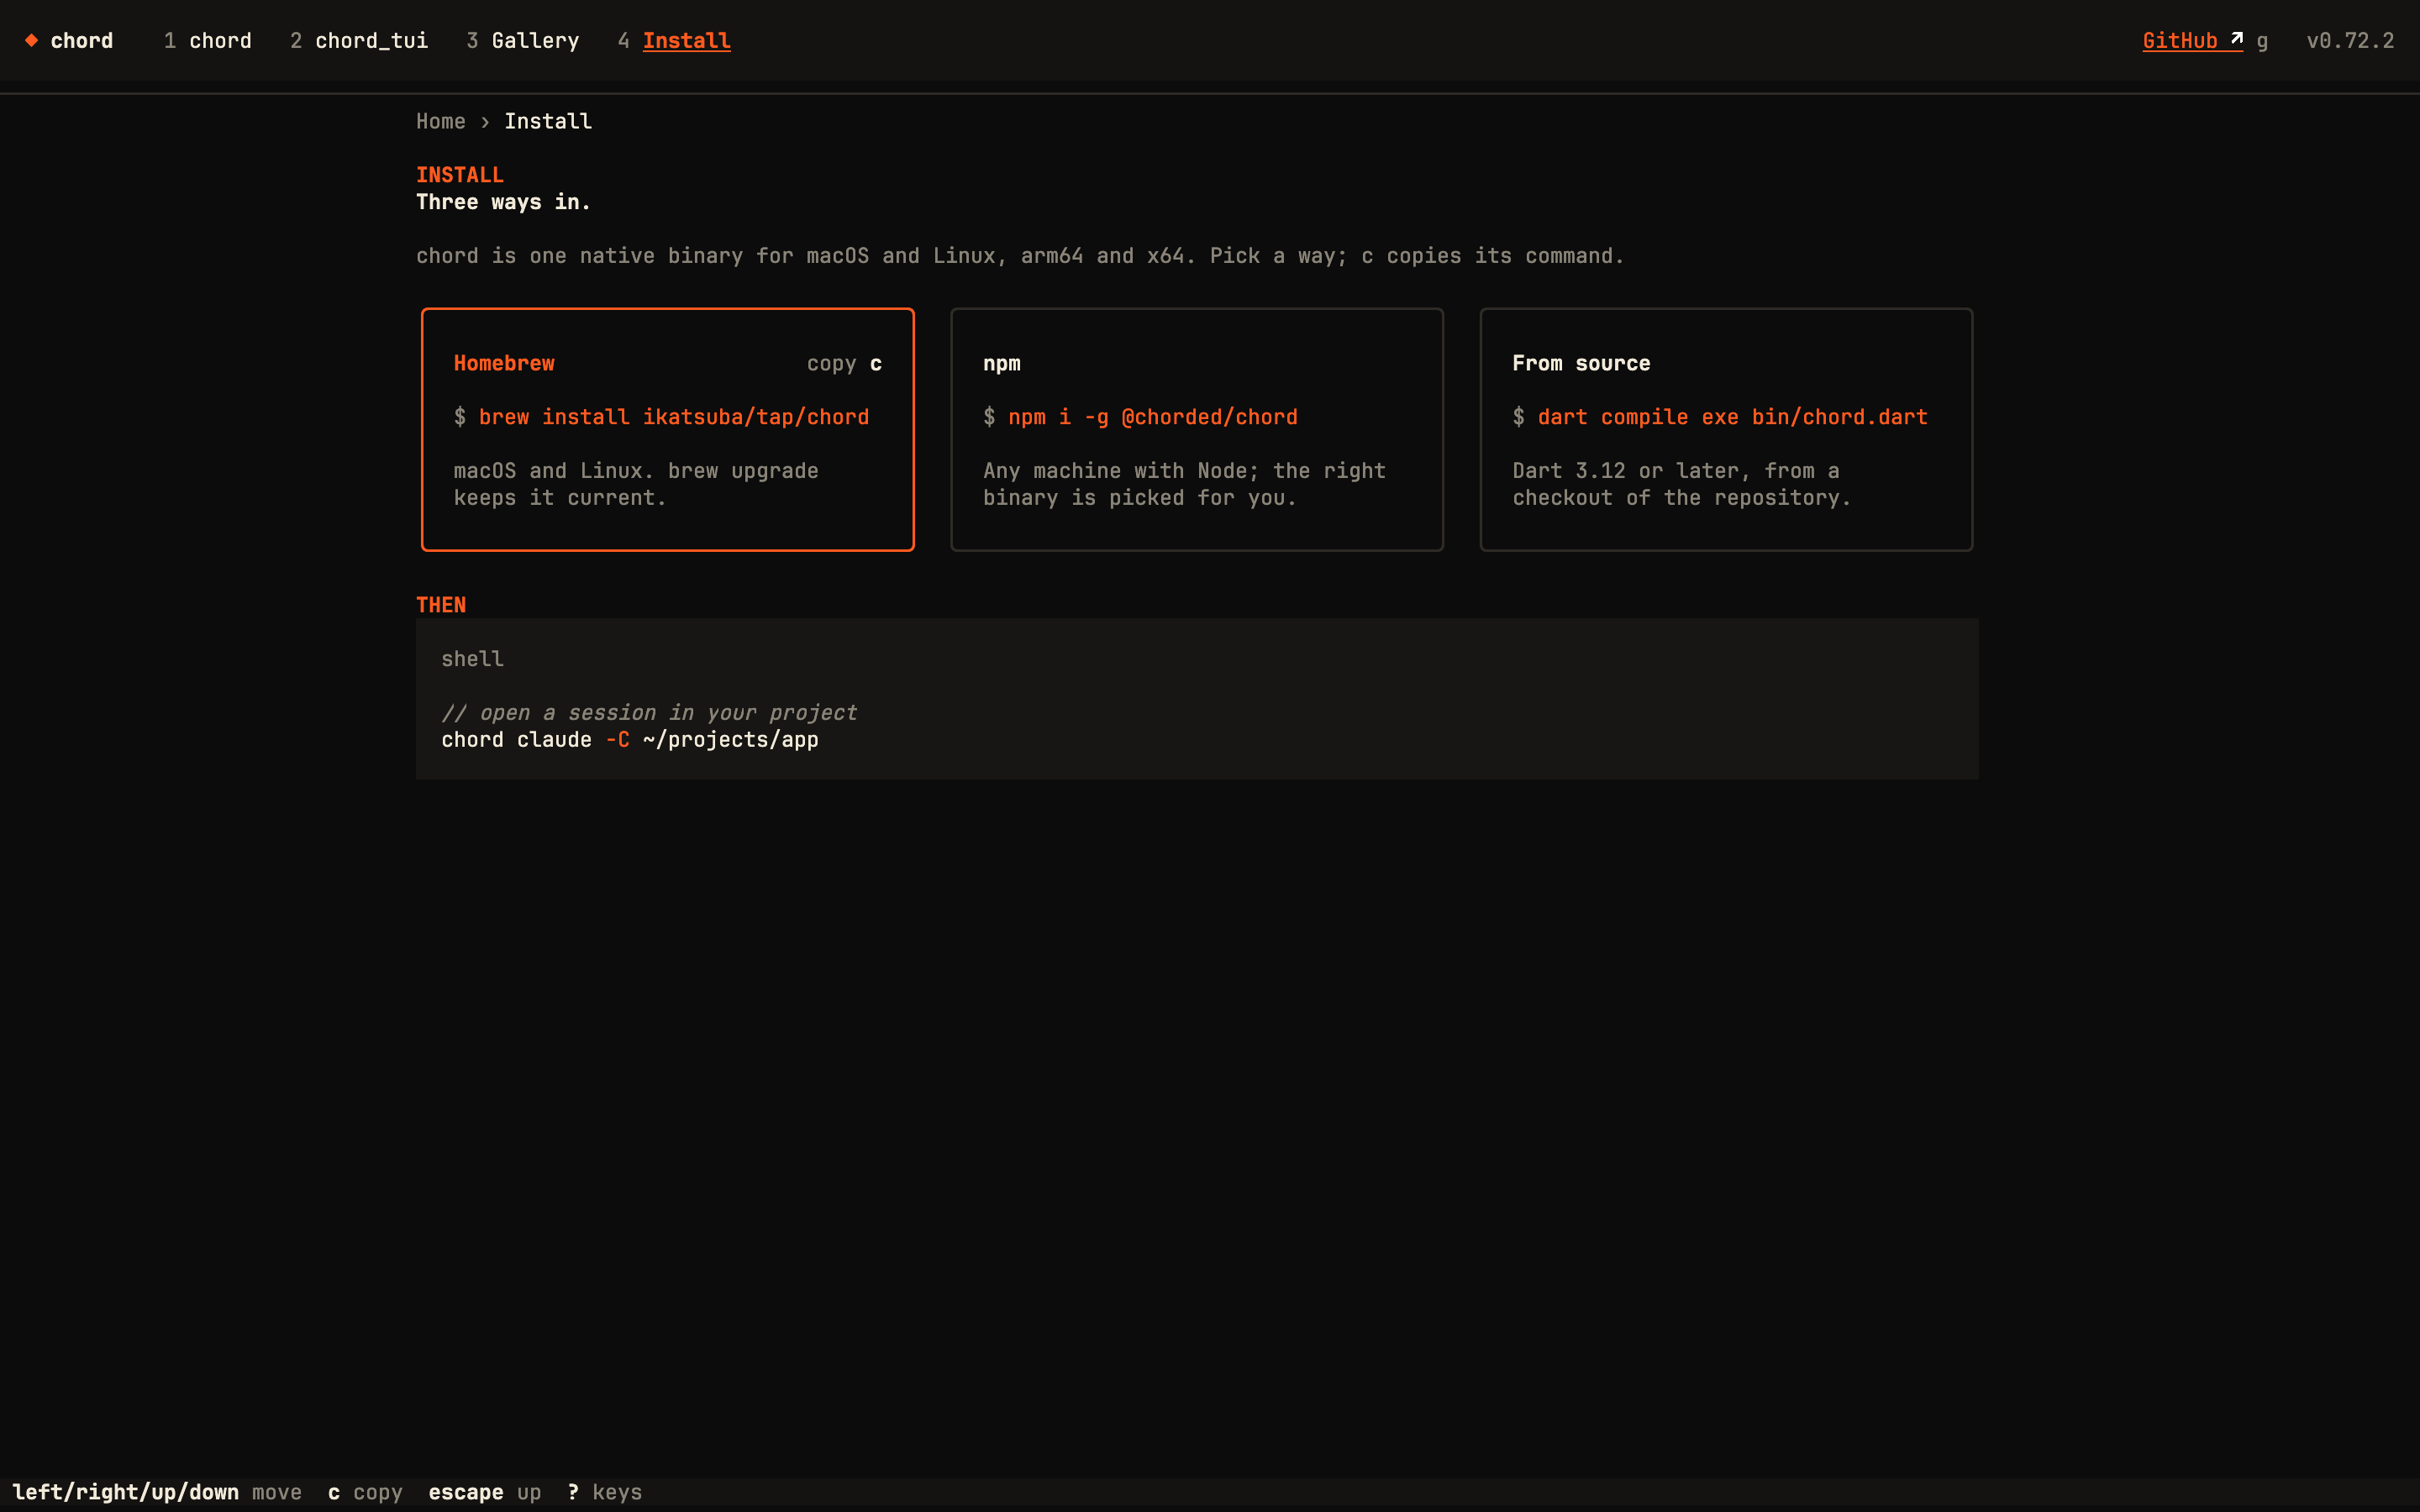 ◆ chord 1 chord 2 chord_tui 3 Gallery 4 Install GitHub ↗ g v0.72.2
Home › Install
INSTALL
Three ways in.
chord is one native binary for macOS and Linux, arm64 and x64. Pick a way; c copies its command.
Homebrew copy c
$ brew install ikatsuba/tap/chord
macOS and Linux. brew upgrade
keeps it current.
npm
$ npm i -g @chorded/chord
Any machine with Node; the right
binary is picked for you.
From source
$ dart compile exe bin/chord.dart
Dart 3.12 or later, from a
checkout of the repository.
THEN
shell
// open a session in your project
chord claude -C ~/projects/app
left/right/up/down move c copy escape up ? keys